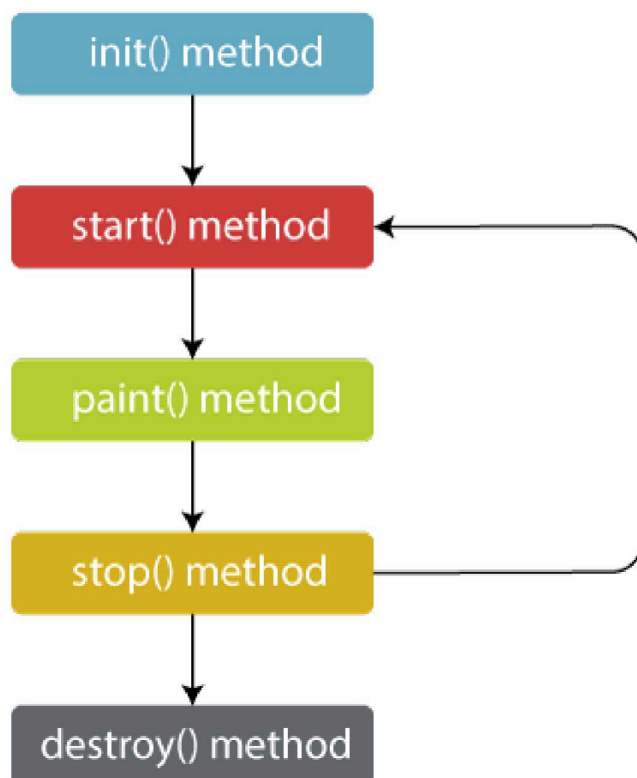 init() method
start() method
paint() method
stop() method
destroy() method